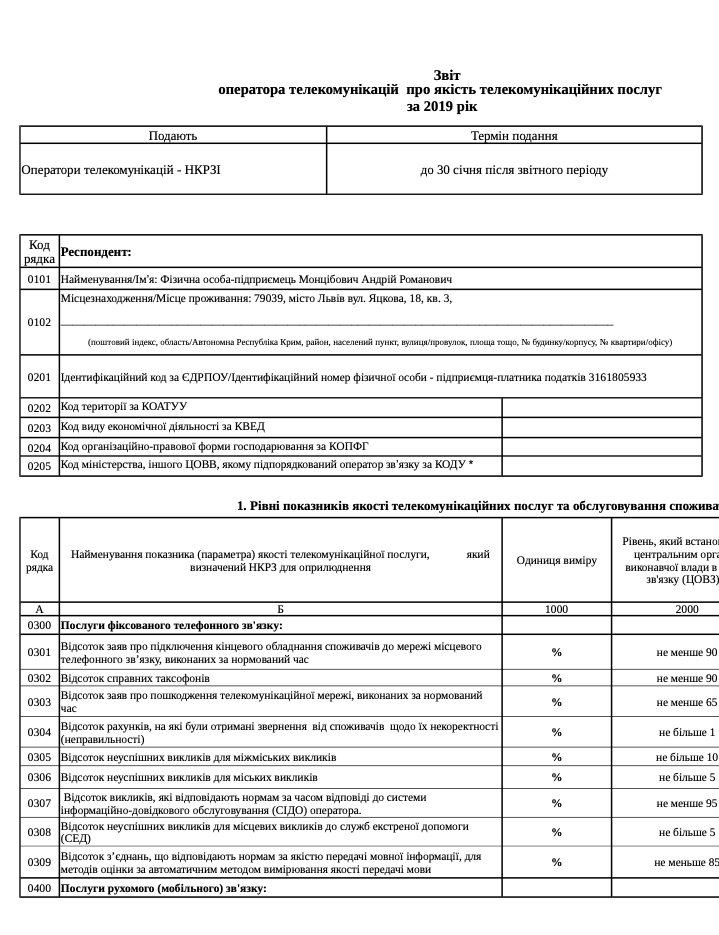 Звіт
оператора телекомунікацій про якість телекомунікаційних послуг
за 2019 рік
Подають
Термін подання
Оператори телекомунікацій - НКРЗІ
до 30 січня після звітного періоду
Код
рядка
Респондент:
0101
Найменування/Ім'я: Фізична особа-підприємець Монцібович Андрій Романович
Місцезнаходження/Місце проживання: 79039, місто Львів вул. Яцкова, 18, кв. 3,
0102
(поштовий індекс, область/Автономна Республіка Крим, район, населений пункт, вулиця/провулок, площа тощо, № будинку/корпусу, № квартири/офісу)
0201
Ідентифікаційний код за ЄДРПОУ/Ідентифікаційний номер фізичної особи - підприємця-платника податків 3161805933
0202
Код території за КОАТУУ
0203
Код виду економічної діяльності за КВЕД
0204
Код організаційно-правової форми господарювання за КОПФГ
0205
Код міністерства, іншого ЦОВВ, якому підпорядкований оператор зв'язку за КОДУ *
1. Рівні показників якості телекомунікаційних послуг та обслуговування спожива
Код
рядка
Найменування показника (параметра) якості телекомунікаційної послуги, який
визначений НКРЗ для оприлюднення
Одиниця виміру
Рівень, який встано
центральним орга
виконавчої влади в
зв'язку (ЦОВЗ)
А
Б
1000
2000
0300
Послуги фіксованого телефонного зв'язку:
0301
Відсоток заяв про підключення кінцевого обладнання споживачів до мережі місцевого
телефонного зв’язку, виконаних за нормований час
%
не менше 90
0302
Відсоток справних таксофонів
%
не менше 90
0303
Відсоток заяв про пошкодження телекомунікаційної мережі, виконаних за нормований
час
%
не менше 65
0304
Відсоток рахунків, на які були отримані звернення від споживачів щодо їх некоректності
(неправильності)
%
не більше 1
0305
Відсоток неуспішних викликів для міжміських викликів
%
не більше 10
0306
Відсоток неуспішних викликів для міських викликів
%
не більше 5
0307
Відсоток викликів, які відповідають нормам за часом відповіді до системи
інформаційно-довідкового обслуговування (СІДО) оператора.
%
не менше 95
0308
Відсоток неуспішних викликів для місцевих викликів до служб екстреної допомоги
(СЕД)
%
не більше 5
0309
Відсоток з’єднань, що відповідають нормам за якістю передачі мовної інформації, для
методів оцінки за автоматичним методом вимірювання якості передачі мови
%
не меньше 85
0400
Послуги рухомого (мобільного) зв'язку: